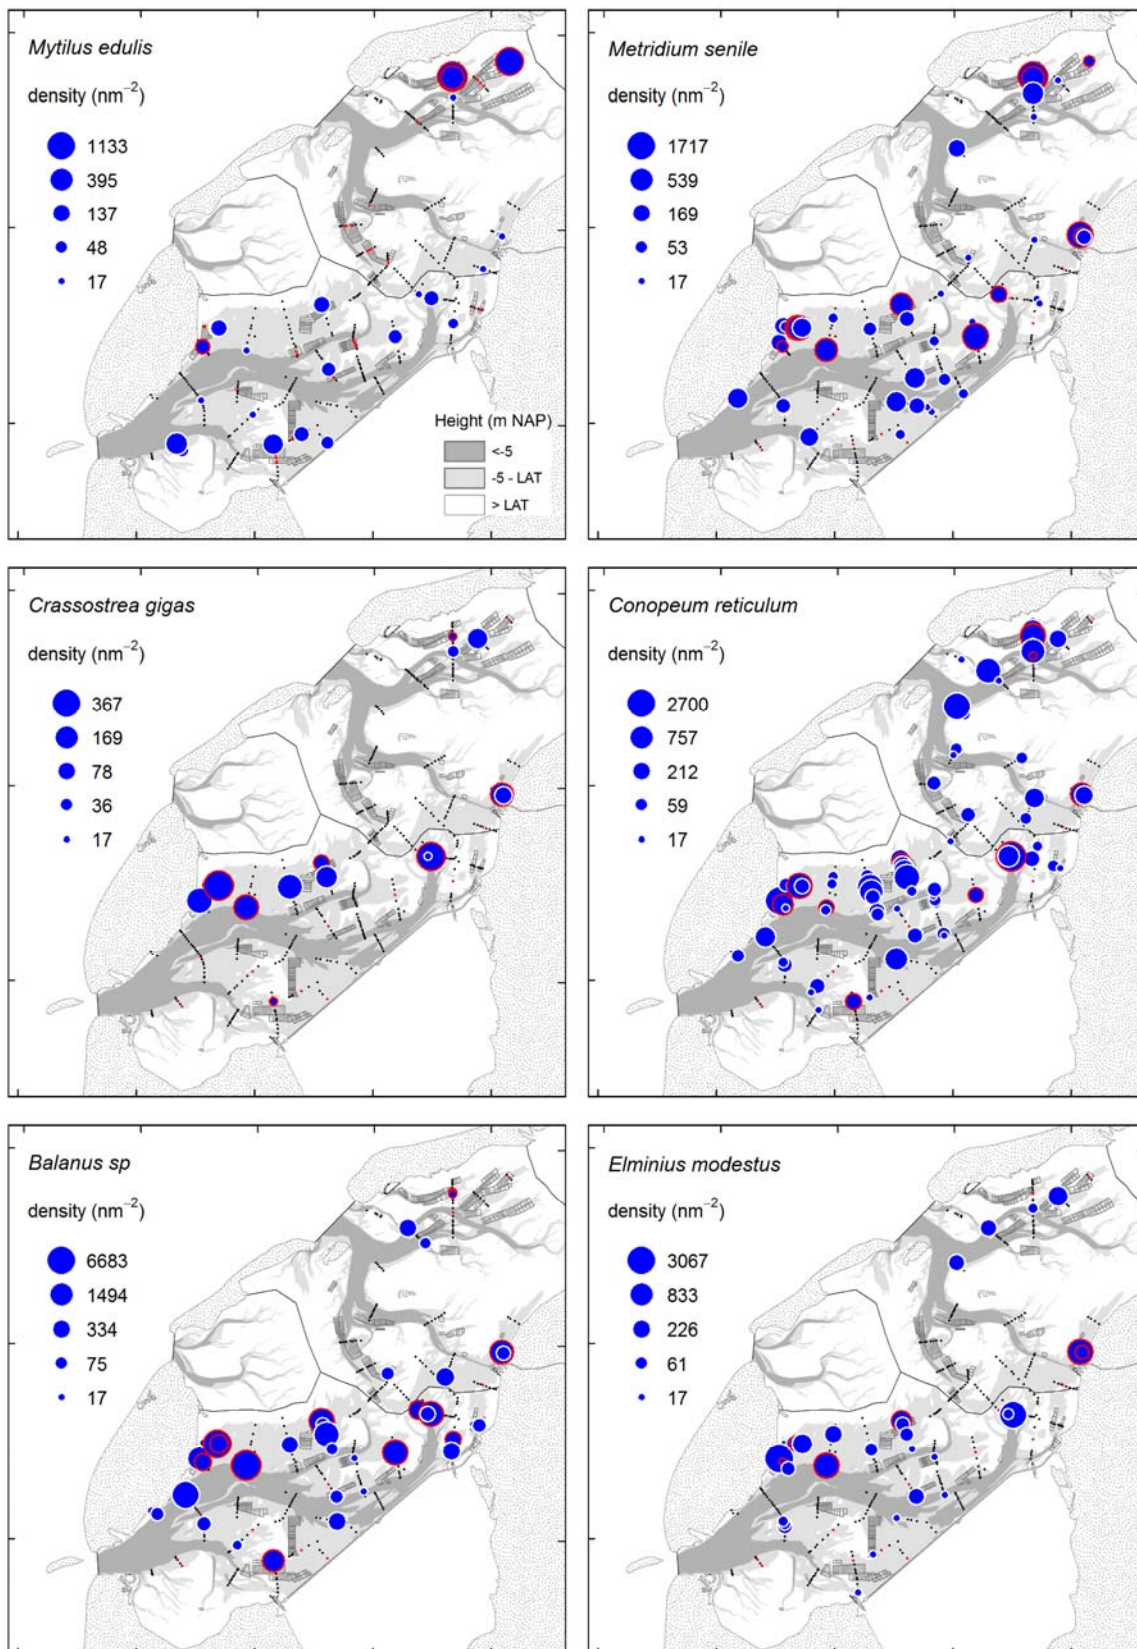 Mytilus edulis
density (nm⁻²)
1133
395
137
48
17
Height (m NAP)
<-5
-5 - LAT
> LAT
Metridium senile
density (nm⁻²)
1717
539
169
53
17
Crassostrea gigas
density (nm⁻²)
367
169
78
36
17
Conopeum reticulum
density (nm⁻²)
2700
757
212
59
17
Balanus sp
density (nm⁻²)
6683
1494
334
75
17
Elminius modestus
density (nm⁻²)
3067
833
226
61
17